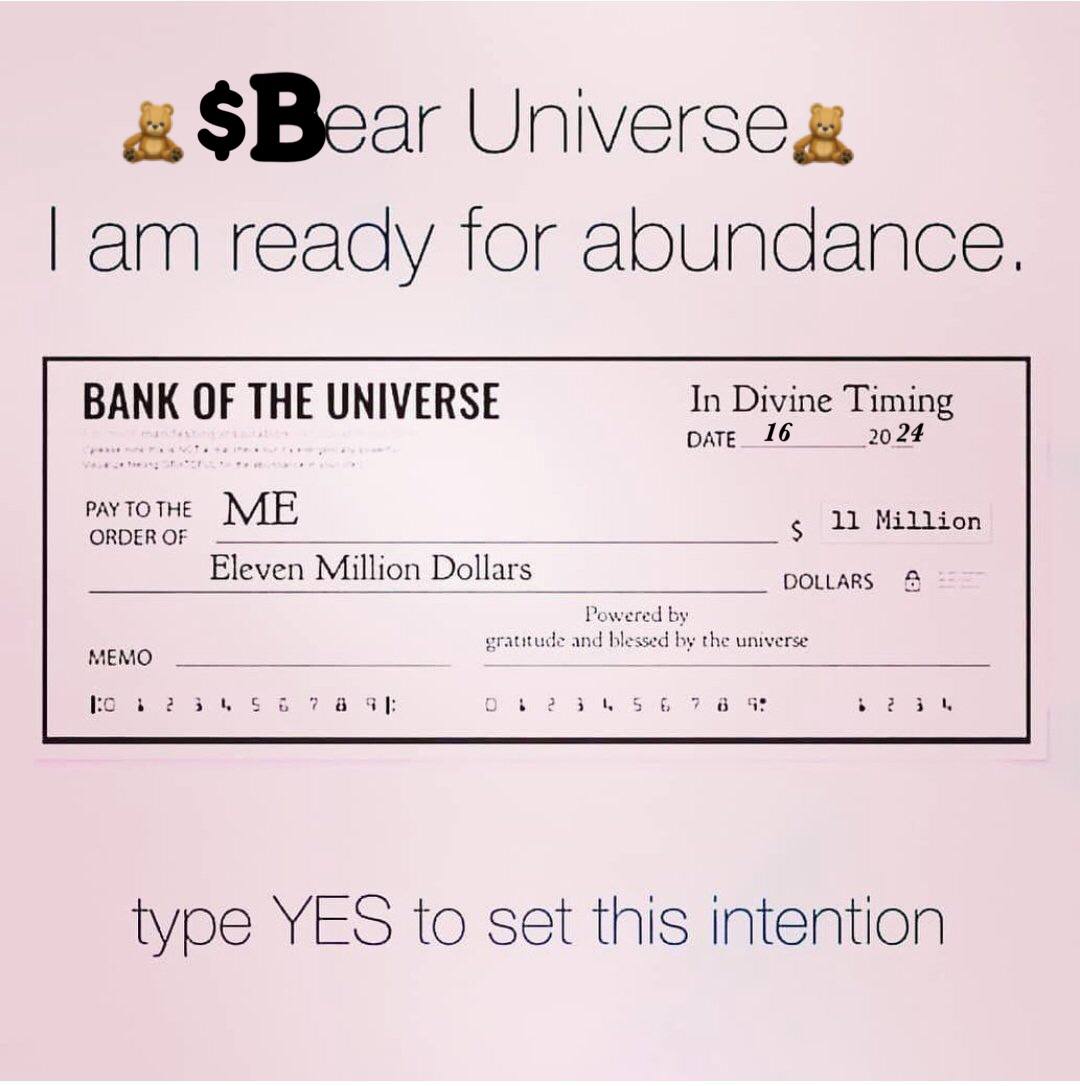 🧸$Bear Universe🧸
I am ready for abundance.
BANK OF THE UNIVERSE
In Divine Timing
DATE 16 20 24
PAY TO THE ORDER OF
ME
$ 11 Million
Eleven Million Dollars
DOLLARS
Powered by
gratitude and blessed by the universe
MEMO
|:0 1 2 3 4 5 6 7 8 9|: 0 1 2 3 4 5 6 7 8 9: 1 2 3 4
type YES to set this intention